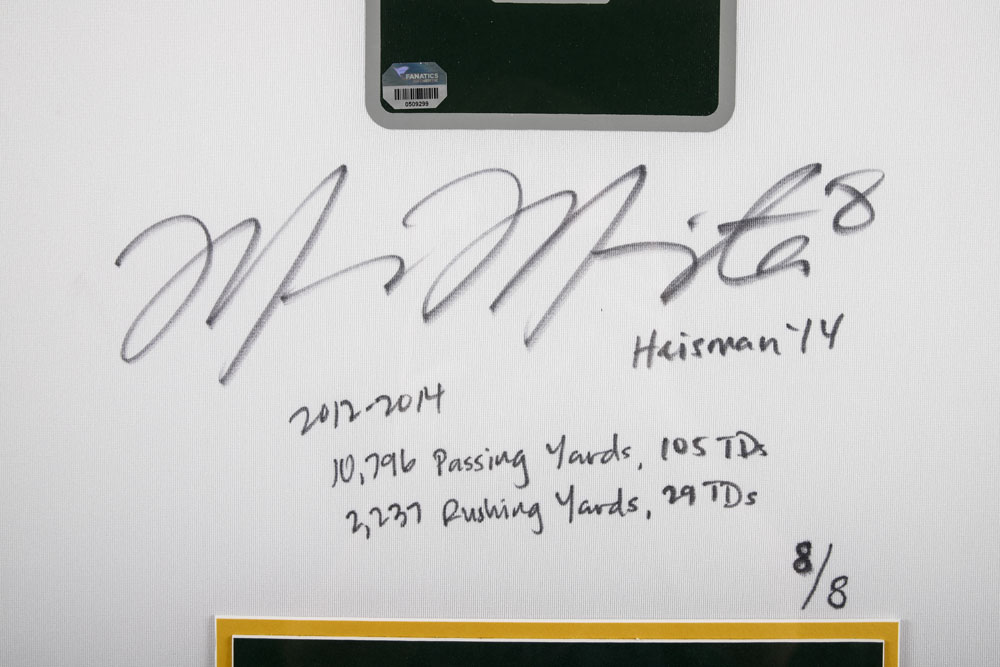 FANATICS
0509299
8
Heisman '14
2012-2014
10,796 Passing Yards, 105 TDs
2,237 Rushing Yards, 29 TDs
8/8